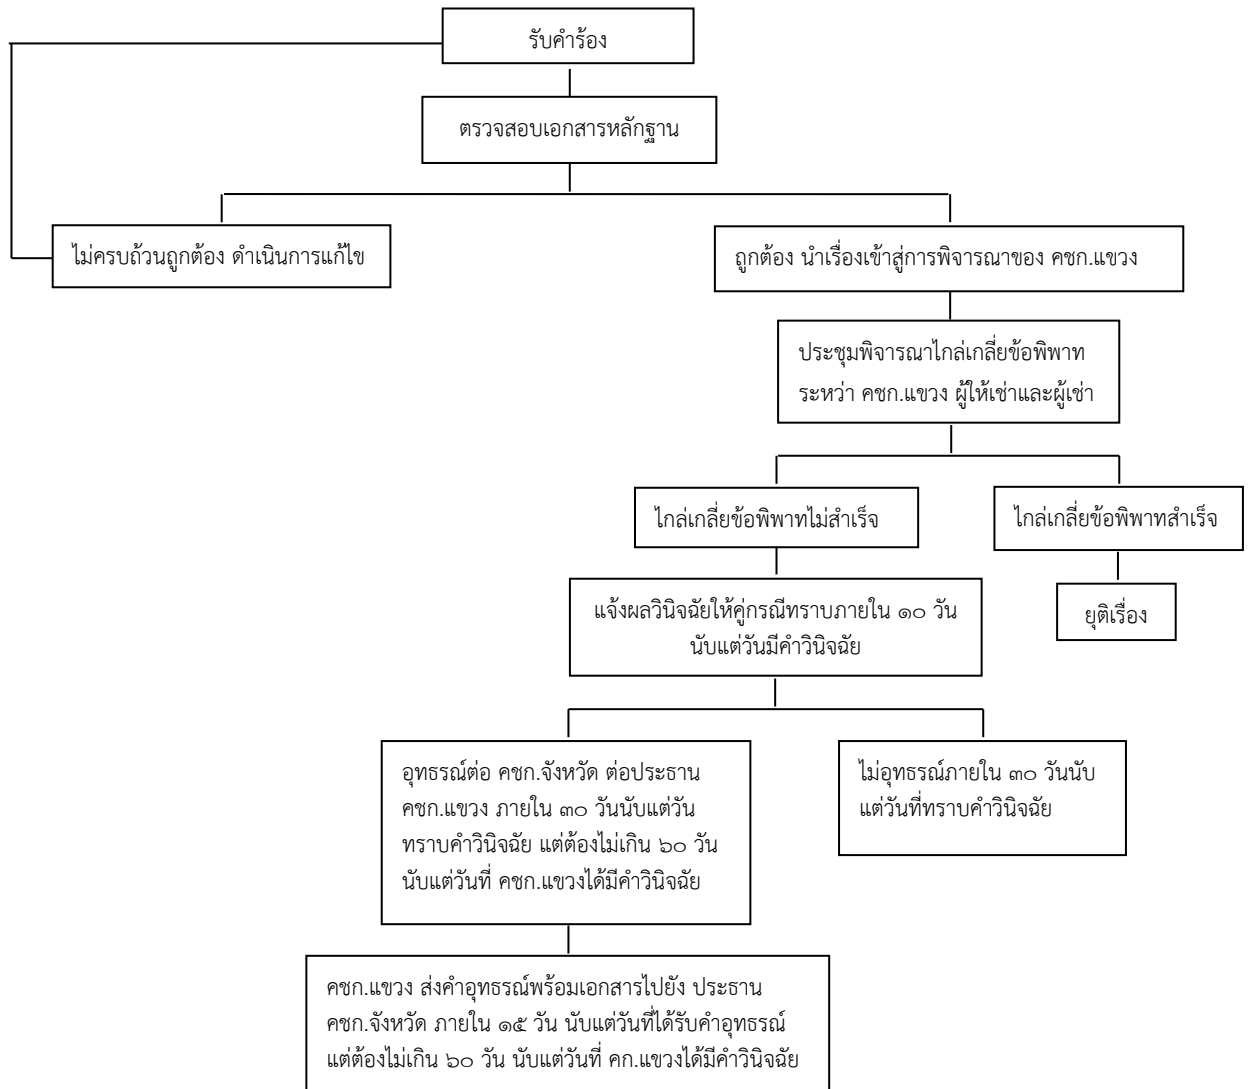 รับคำร้อง
ตรวจสอบเอกสารหลักฐาน
ไม่ครบถ้วนถูกต้อง ดำเนินการแก้ไข
ถูกต้อง นำเรื่องเข้าสู่การพิจารณาของ คชก.แขวง
ประชุมพิจารณาไกล่เกลี่ยข้อพิพาท
ระหว่า คชก.แขวง ผู้ให้เช่าและผู้เช่า
ไกล่เกลี่ยข้อพิพาทไม่สำเร็จ
ไกล่เกลี่ยข้อพิพาทสำเร็จ
แจ้งผลวินิจฉัยให้คู่กรณีทราบภายใน ๑๐ วัน
นับแต่วันมีคำวินิจฉัย
ยุติเรื่อง
อุทธรณ์ต่อ คชก.จังหวัด ต่อประธาน
คชก.แขวง ภายใน ๓๐ วันนับแต่วัน
ทราบคำวินิจฉัย แต่ต้องไม่เกิน ๖๐ วัน
นับแต่วันที่ คชก.แขวงได้มีคำวินิจฉัย
ไม่อุทธรณ์ภายใน ๓๐ วันนับ
แต่วันที่ทราบคำวินิจฉัย
คชก.แขวง ส่งคำอุทธรณ์พร้อมเอกสารไปยัง ประธาน
คชก.จังหวัด ภายใน ๑๕ วัน นับแต่วันที่ได้รับคำอุทธรณ์
แต่ต้องไม่เกิน ๖๐ วัน นับแต่วันที่ คก.แขวงได้มีคำวินิจฉัย